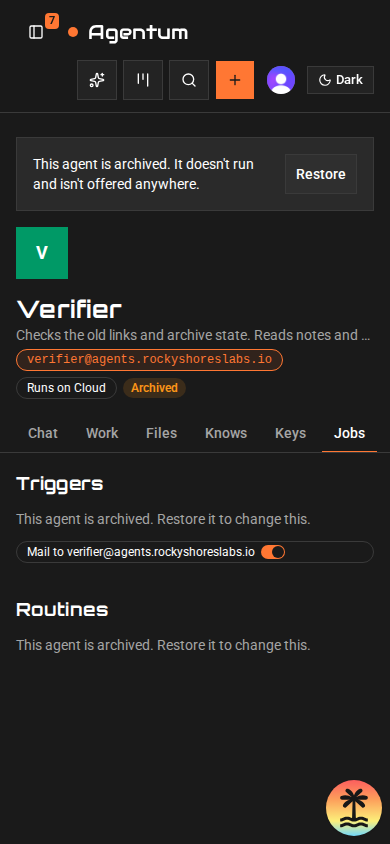 7
Agentum
Dark
This agent is archived. It doesn't run
and isn't offered anywhere.
Restore
V
Verifier
Checks the old links and archive state. Reads notes and ...
verifier@agents.rockyshoreslabs.io
Runs on Cloud
Archived
Chat
Work
Files
Knows
Keys
Jobs
Triggers
This agent is archived. Restore it to change this.
Mail to verifier@agents.rockyshoreslabs.io
Routines
This agent is archived. Restore it to change this.